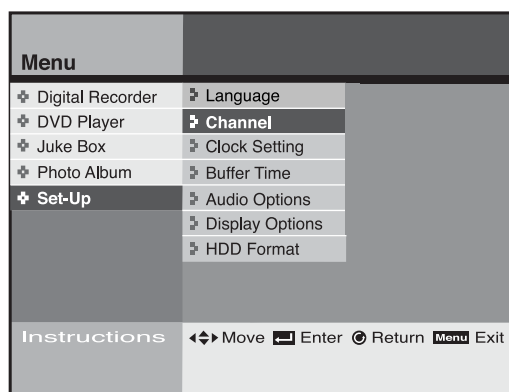 Menu
Digital Recorder
DVD Player
Juke Box
Photo Album
Set-Up
Language
Channel
Clock Setting
Buffer Time
Audio Options
Display Options
HDD Format
Instructions
Move Enter Return Menu Exit